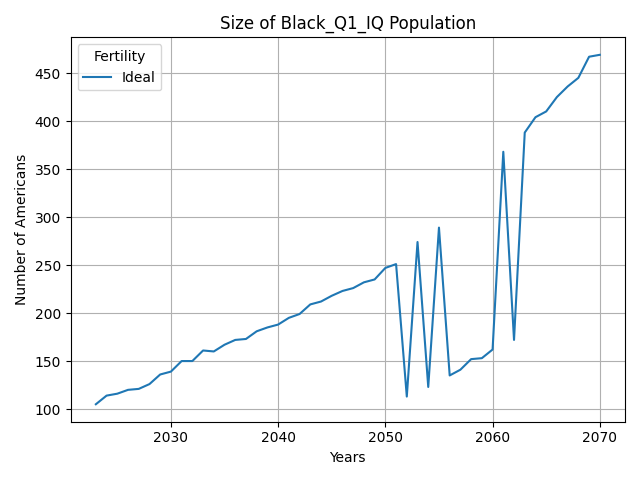 Size of Black_Q1_IQ Population
Fertility
Ideal
Number of Americans
450
400
350
300
250
200
150
100
2030 2040 2050 2060 2070
Years